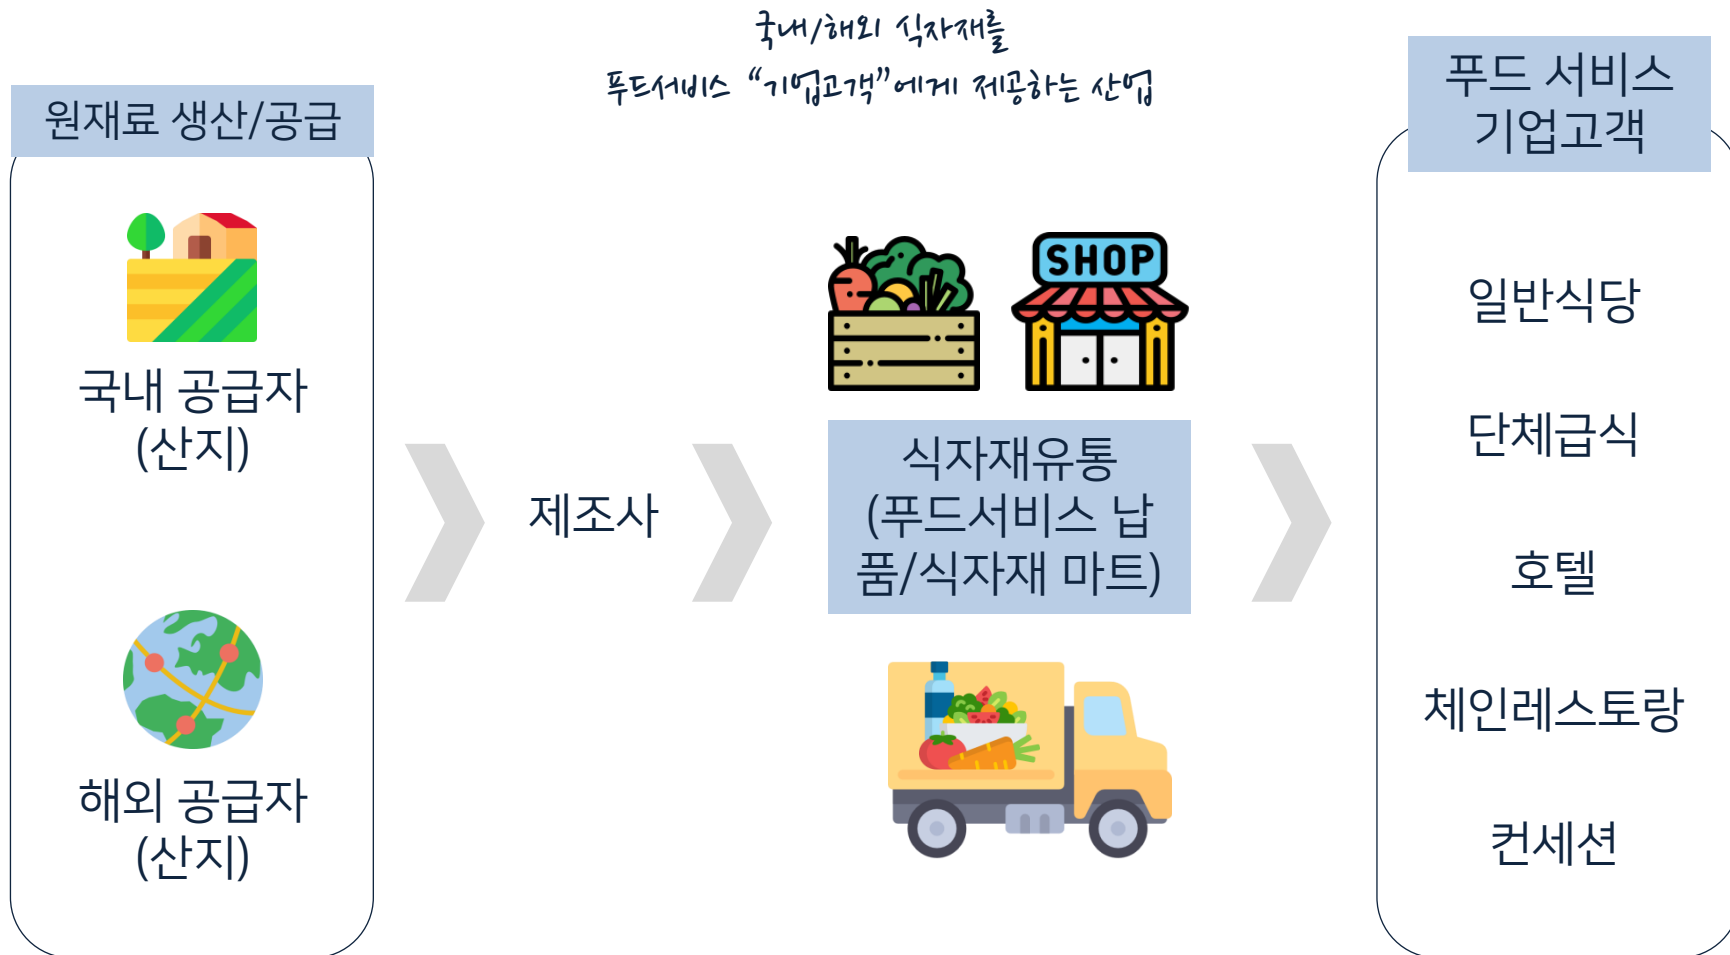 국내/해외 식자재를
푸드서비스 “기업고객”에게 제공하는 산업
원재료 생산/공급
국내 공급자
(산지)
해외 공급자
(산지)
제조사
SHOP
식자재유통
(푸드서비스 납
품/식자재 마트)
푸드 서비스
기업고객
일반식당
단체급식
호텔
체인레스토랑
컨세션